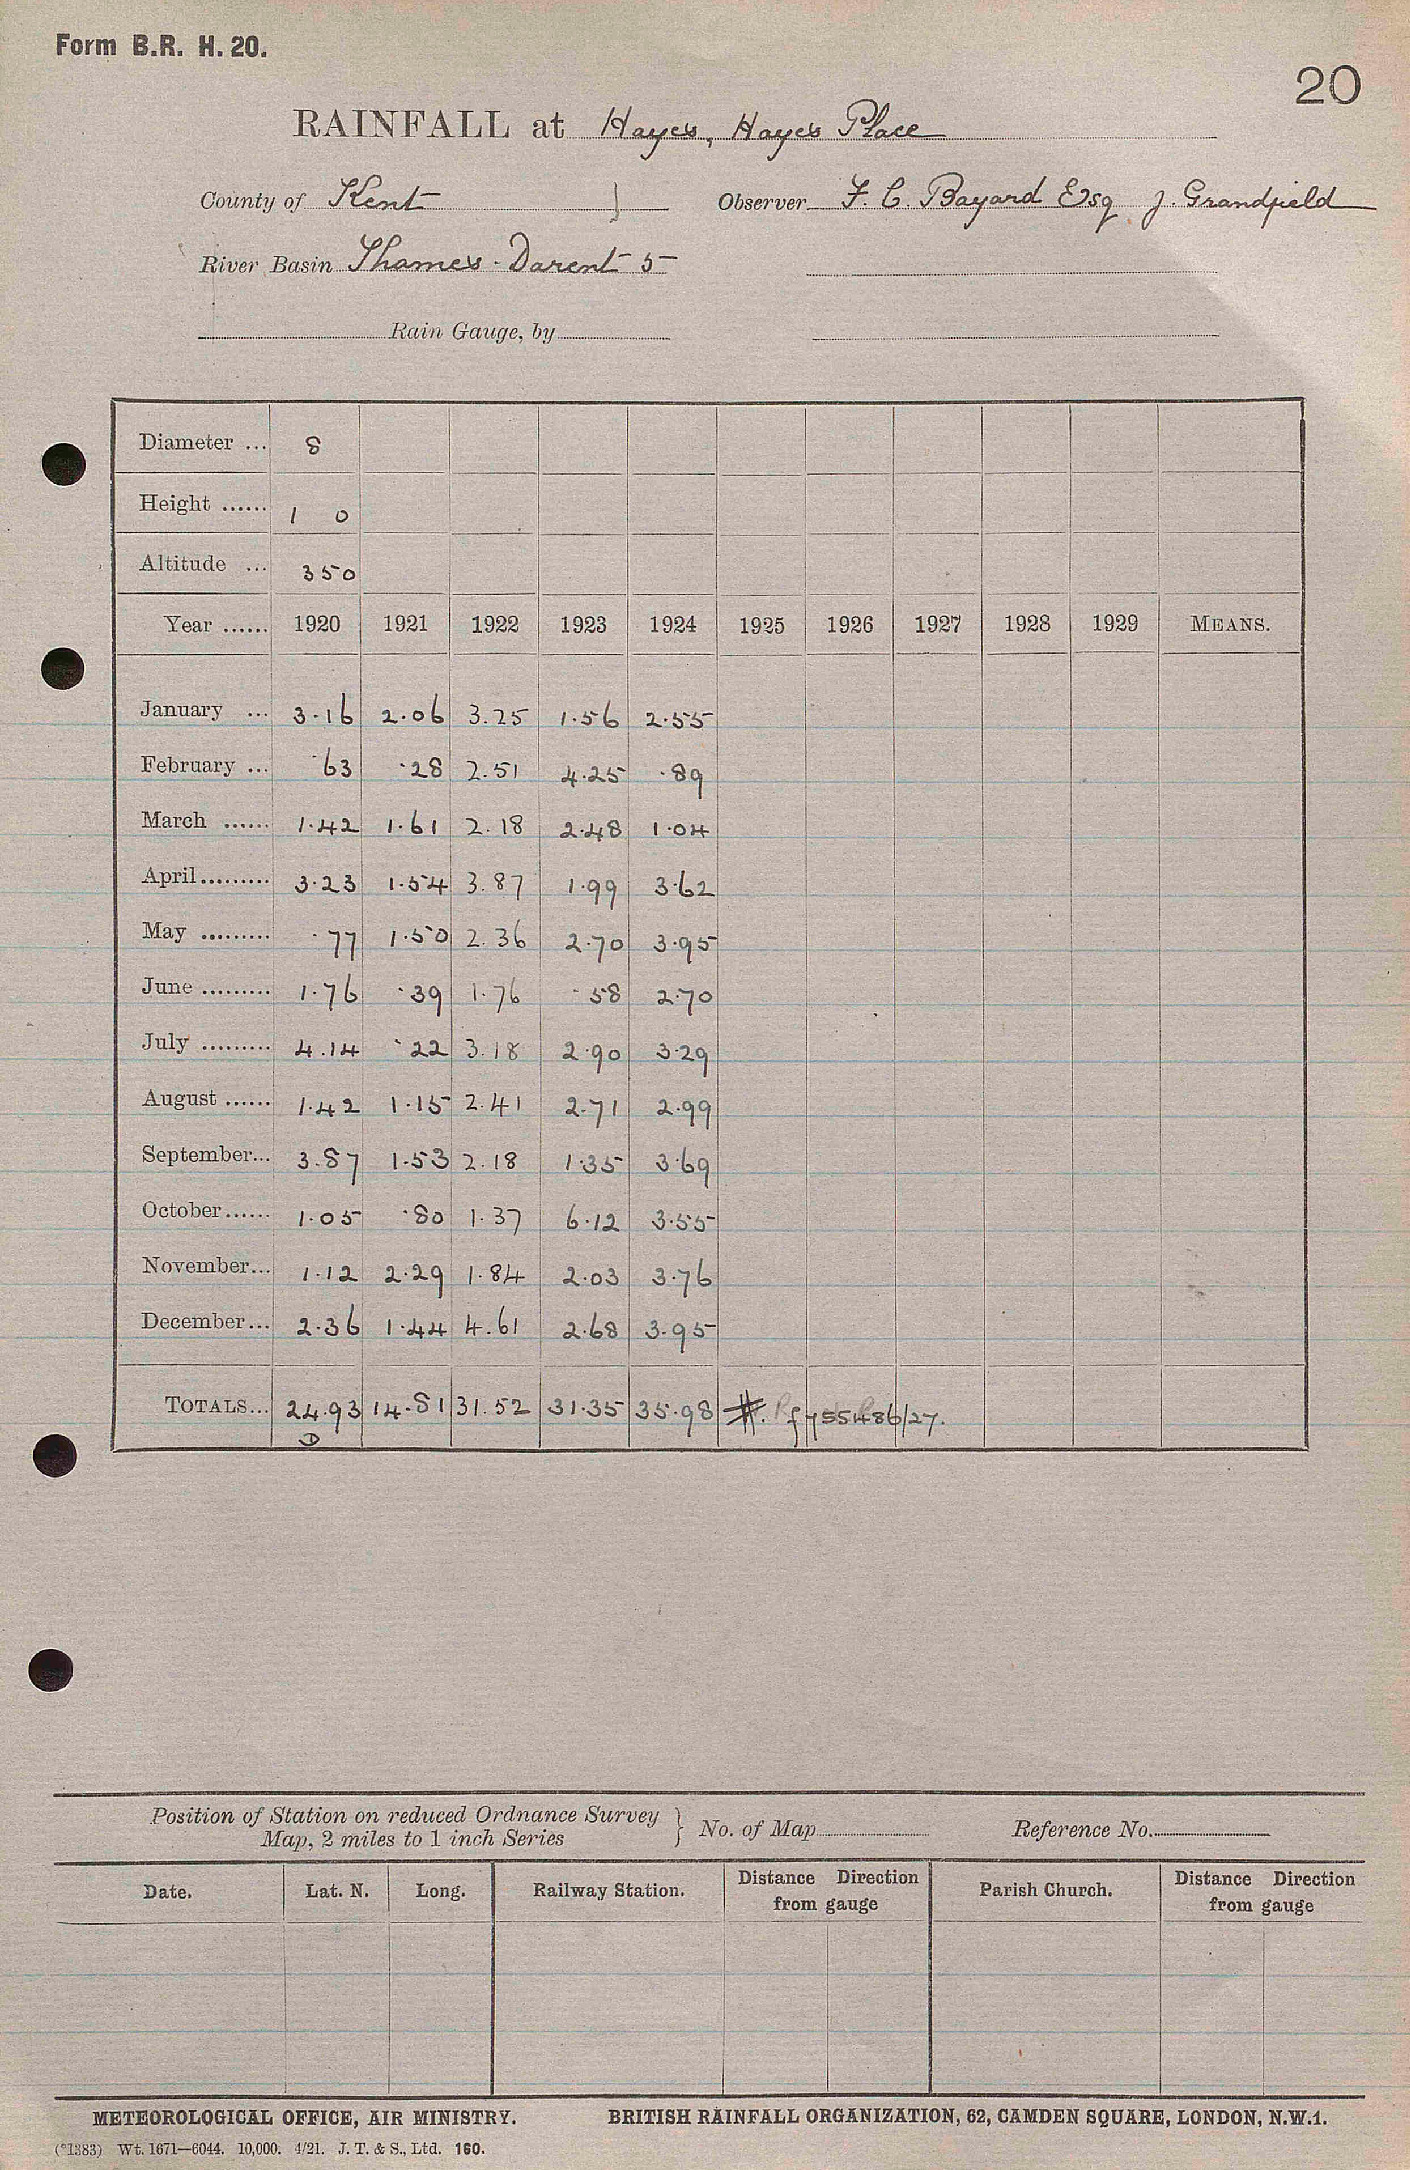 Form B.R. H. 20.
20
RAINFALL at Hayes, Hayes Place
County of Kent Observer F. C. Bayard Esq J. Grandfield
River Basin Thames - Darent 5
Rain Gauge, by
Diameter ... 8
Height ...... 1 0
Altitude ... 350
Year ...... 1920 1921 1922 1923 1924 1925 1926 1927 1928 1929 MEANS.
January ... 3.16 2.06 3.25 1.56 2.55
February ... .63 .28 2.51 4.25 .89
March ...... 1.42 1.61 2.18 2.48 1.04
April......... 3.23 1.54 3.87 1.99 3.62
May ......... .77 1.50 2.36 2.70 3.95
June ......... 1.76 .39 1.76 .58 2.70
July ......... 4.14 .22 3.18 2.90 3.29
August ...... 1.42 1.15 2.41 2.71 2.99
September... 3.87 1.53 2.18 1.35 3.69
October...... 1.05 .80 1.37 6.12 3.55
November... 1.12 2.29 1.84 2.03 3.76
December... 2.36 1.44 4.61 2.68 3.95
TOTALS... 24.93 14.81 31.52 31.35 35.98 #. 755486/27.
D
Position of Station on reduced Ordnance Survey
Map, 2 miles to 1 inch Series } No. of Map Reference No.
Date. Lat. N. Long. Railway Station. Distance Direction from gauge Parish Church. Distance Direction from gauge
METEOROLOGICAL OFFICE, AIR MINISTRY. BRITISH RAINFALL ORGANIZATION, 62, CAMDEN SQUARE, LONDON, N.W.1.
(*1383) Wt. 1671—6044. 10,000. 4/21. J. T. & S., Ltd. 160.